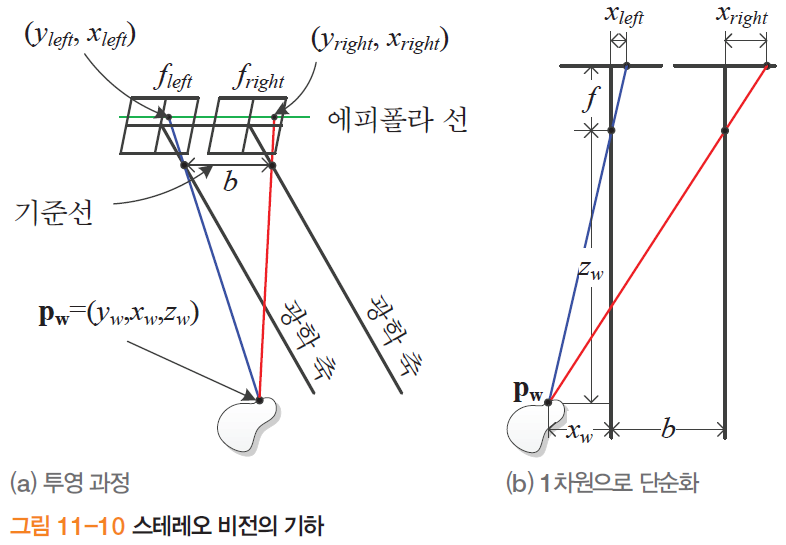 (y_left, x_left)
(y_right, x_right)
f_left
f_right
에피폴라 선
b
기준선
p_w=(y_w,x_w,z_w)
광학 축
광학 축
(a) 투영 과정
x_left
x_right
f
z_w
p_w
x_w
b
(b) 1차원으로 단순화
그림 11-10 스테레오 비전의 기하